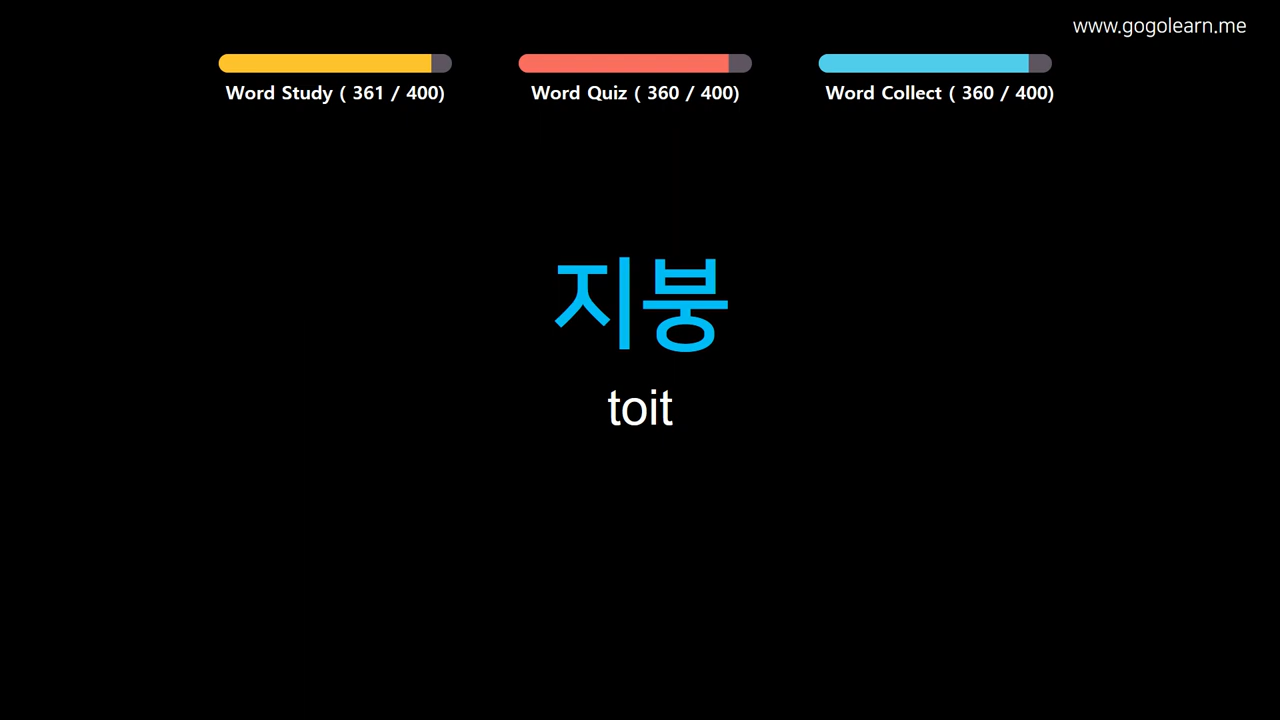 www.gogolearn.me
Word Study ( 361 / 400)
Word Quiz ( 360 / 400)
Word Collect ( 360 / 400)
지붕
toit